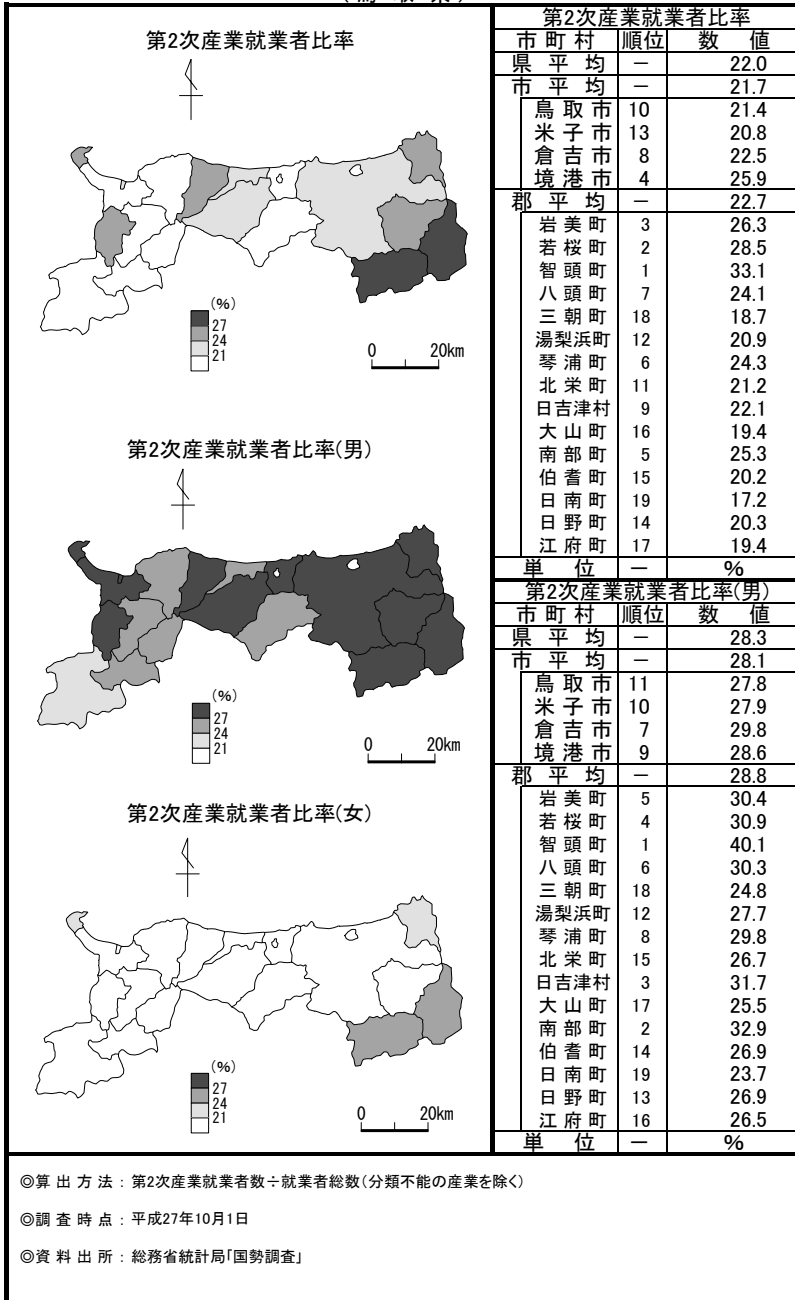 第2次産業就業者比率
(%)
27
24
21
0 20km
第2次産業就業者比率(男)
(%)
27
24
21
0 20km
第2次産業就業者比率(女)
(%)
27
24
21
0 20km
第2次産業就業者比率
市町村 順位 数 値
県平均 － 22.0
市平均 － 21.7
鳥取市 10 21.4
米子市 13 20.8
倉吉市 8 22.5
境港市 4 25.9
郡平均 － 22.7
岩美町 3 26.3
若桜町 2 28.5
智頭町 1 33.1
八頭町 7 24.1
三朝町 18 18.7
湯梨浜町 12 20.9
琴浦町 6 24.3
北栄町 11 21.2
日吉津村 9 22.1
大山町 16 19.4
南部町 5 25.3
伯耆町 15 20.2
日南町 19 17.2
日野町 14 20.3
江府町 17 19.4
単位 － %
第2次産業就業者比率(男)
市町村 順位 数 値
県平均 － 28.3
市平均 － 28.1
鳥取市 11 27.8
米子市 10 27.9
倉吉市 7 29.8
境港市 9 28.6
郡平均 － 28.8
岩美町 5 30.4
若桜町 4 30.9
智頭町 1 40.1
八頭町 6 30.3
三朝町 18 24.8
湯梨浜町 12 27.7
琴浦町 8 29.8
北栄町 15 26.7
日吉津村 3 31.7
大山町 17 25.5
南部町 2 32.9
伯耆町 14 26.9
日南町 19 23.7
日野町 13 26.9
江府町 16 26.5
単位 － %
◎算出方法：第2次産業就業者数÷就業者総数(分類不能の産業を除く)
◎調査時点：平成27年10月1日
◎資料出所：総務省統計局「国勢調査」